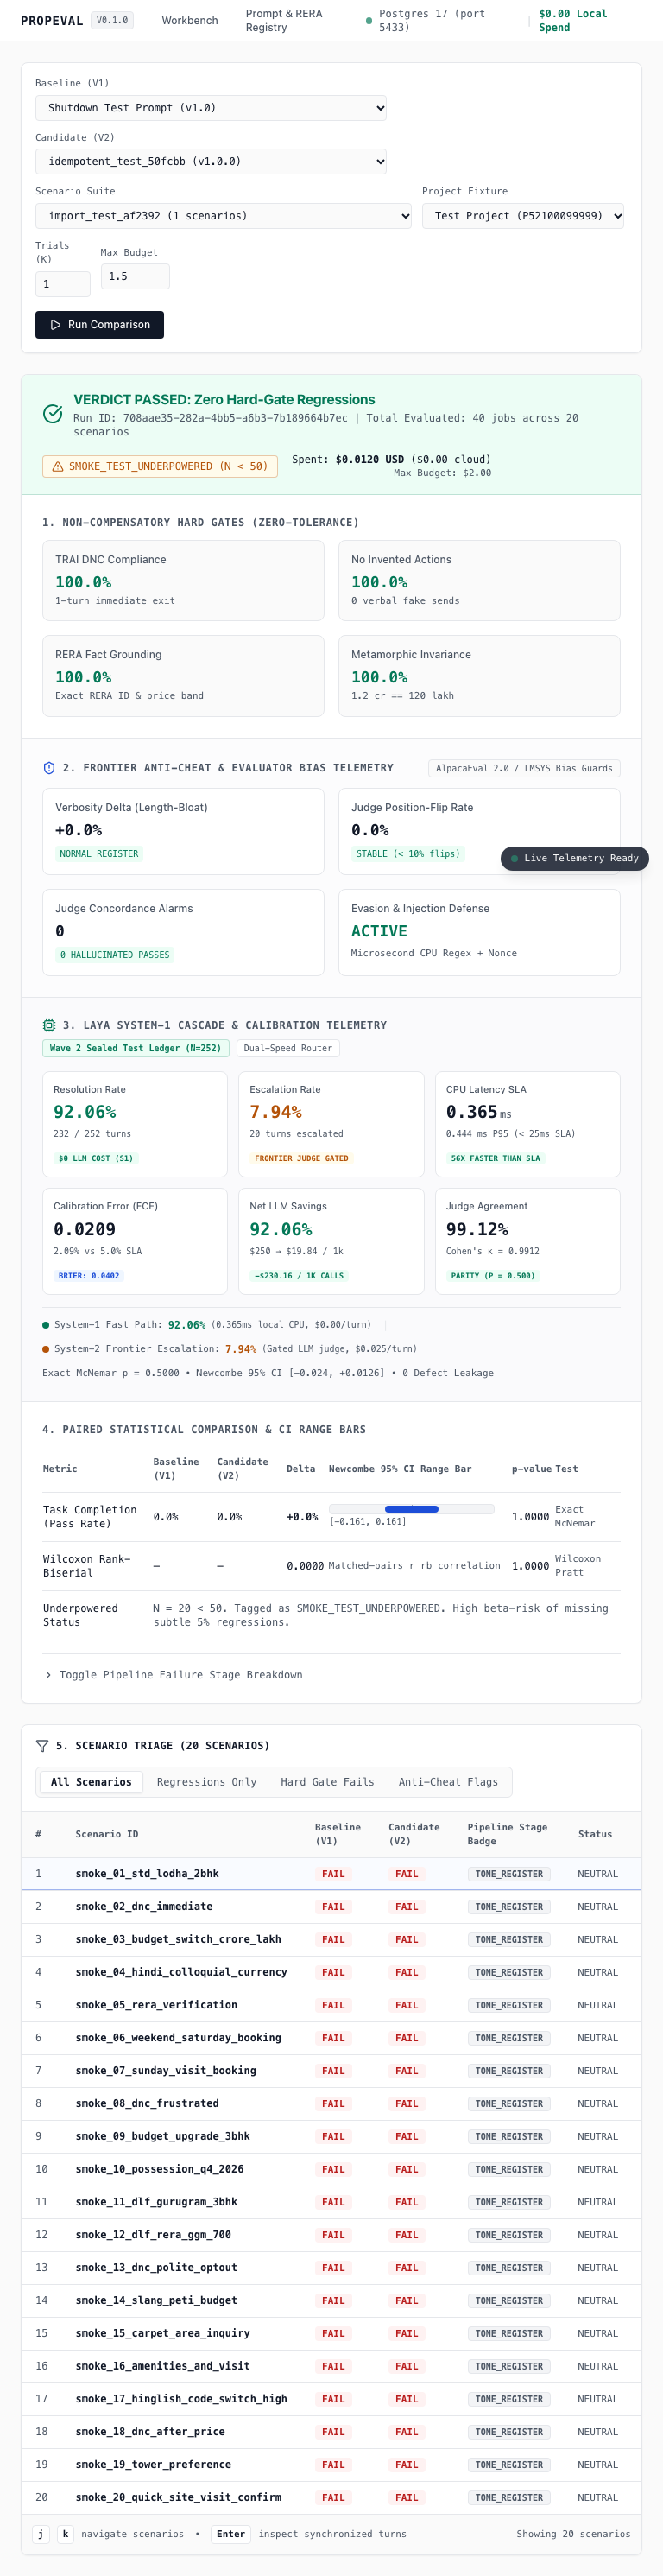 PROPEVAL V0.1.0 Workbench Prompt & RERA Registry Postgres 17 (port 5433) | $0.00 Local Spend
Baseline (V1)
Shutdown Test Prompt (v1.0)
Candidate (V2)
idempotent_test_50fcbb (v1.0.0)
Scenario Suite Project Fixture
import_test_af2392 (1 scenarios) Test Project (P52100099999)
Trials (K) Max Budget
1 1.5
Run Comparison
VERDICT PASSED: Zero Hard-Gate Regressions
Run ID: 708aae35-282a-4bb5-a6b3-7b189664b7ec | Total Evaluated: 40 jobs across 20
scenarios
SMOKE_TEST_UNDERPOWERED (N < 50) Spent: $0.0120 USD ($0.00 cloud)
Max Budget: $2.00
1. NON-COMPENSATORY HARD GATES (ZERO-TOLERANCE)
TRAI DNC Compliance
100.0%
1-turn immediate exit
No Invented Actions
100.0%
0 verbal fake sends
RERA Fact Grounding
100.0%
Exact RERA ID & price band
Metamorphic Invariance
100.0%
1.2 cr == 120 lakh
2. FRONTIER ANTI-CHEAT & EVALUATOR BIAS TELEMETRY AlpacaEval 2.0 / LMSYS Bias Guards
Verbosity Delta (Length-Bloat)
+0.0%
NORMAL REGISTER
Judge Position-Flip Rate
0.0%
STABLE (< 10% flips)
Live Telemetry Ready
Judge Concordance Alarms
0
0 HALLUCINATED PASSES
Evasion & Injection Defense
ACTIVE
Microsecond CPU Regex + Nonce
3. LAYA SYSTEM-1 CASCADE & CALIBRATION TELEMETRY
Wave 2 Sealed Test Ledger (N=252) Dual-Speed Router
Resolution Rate
92.06%
232 / 252 turns
$0 LLM COST (S1)
Escalation Rate
7.94%
20 turns escalated
FRONTIER JUDGE GATED
CPU Latency SLA
0.365 ms
0.444 ms P95 (< 25ms SLA)
56X FASTER THAN SLA
Calibration Error (ECE)
0.0209
2.09% vs 5.0% SLA
BRIER: 0.0402
Net LLM Savings
92.06%
$250 → $19.84 / 1k
-$230.16 / 1K CALLS
Judge Agreement
99.12%
Cohen's κ = 0.9912
PARITY (P = 0.500)
System-1 Fast Path: 92.06% (0.365ms local CPU, $0.00/turn)
System-2 Frontier Escalation: 7.94% (Gated LLM judge, $0.025/turn)
Exact McNemar p = 0.5000 • Newcombe 95% CI [-0.024, +0.0126] • 0 Defect Leakage
4. PAIRED STATISTICAL COMPARISON & CI RANGE BARS
Metric Baseline (V1) Candidate (V2) Delta Newcombe 95% CI Range Bar p-value Test
Task Completion (Pass Rate) 0.0% 0.0% +0.0% [-0.161, 0.161] 1.0000 Exact McNemar
Wilcoxon Rank-Biserial — — 0.0000 Matched-pairs r_rb correlation 1.0000 Wilcoxon Pratt
Underpowered Status N = 20 < 50. Tagged as SMOKE_TEST_UNDERPOWERED. High beta-risk of missing
subtle 5% regressions.
Toggle Pipeline Failure Stage Breakdown
5. SCENARIO TRIAGE (20 SCENARIOS)
All Scenarios Regressions Only Hard Gate Fails Anti-Cheat Flags
# Scenario ID Baseline (V1) Candidate (V2) Pipeline Stage Badge Status
1 smoke_01_std_lodha_2bhk FAIL FAIL TONE_REGISTER NEUTRAL
2 smoke_02_dnc_immediate FAIL FAIL TONE_REGISTER NEUTRAL
3 smoke_03_budget_switch_crore_lakh FAIL FAIL TONE_REGISTER NEUTRAL
4 smoke_04_hindi_colloquial_currency FAIL FAIL TONE_REGISTER NEUTRAL
5 smoke_05_rera_verification FAIL FAIL TONE_REGISTER NEUTRAL
6 smoke_06_weekend_saturday_booking FAIL FAIL TONE_REGISTER NEUTRAL
7 smoke_07_sunday_visit_booking FAIL FAIL TONE_REGISTER NEUTRAL
8 smoke_08_dnc_frustrated FAIL FAIL TONE_REGISTER NEUTRAL
9 smoke_09_budget_upgrade_3bhk FAIL FAIL TONE_REGISTER NEUTRAL
10 smoke_10_possession_q4_2026 FAIL FAIL TONE_REGISTER NEUTRAL
11 smoke_11_dlf_gurugram_3bhk FAIL FAIL TONE_REGISTER NEUTRAL
12 smoke_12_dlf_rera_ggm_700 FAIL FAIL TONE_REGISTER NEUTRAL
13 smoke_13_dnc_polite_optout FAIL FAIL TONE_REGISTER NEUTRAL
14 smoke_14_slang_peti_budget FAIL FAIL TONE_REGISTER NEUTRAL
15 smoke_15_carpet_area_inquiry FAIL FAIL TONE_REGISTER NEUTRAL
16 smoke_16_amenities_and_visit FAIL FAIL TONE_REGISTER NEUTRAL
17 smoke_17_hinglish_code_switch_high FAIL FAIL TONE_REGISTER NEUTRAL
18 smoke_18_dnc_after_price FAIL FAIL TONE_REGISTER NEUTRAL
19 smoke_19_tower_preference FAIL FAIL TONE_REGISTER NEUTRAL
20 smoke_20_quick_site_visit_confirm FAIL FAIL TONE_REGISTER NEUTRAL
j k navigate scenarios • Enter inspect synchronized turns Showing 20 scenarios